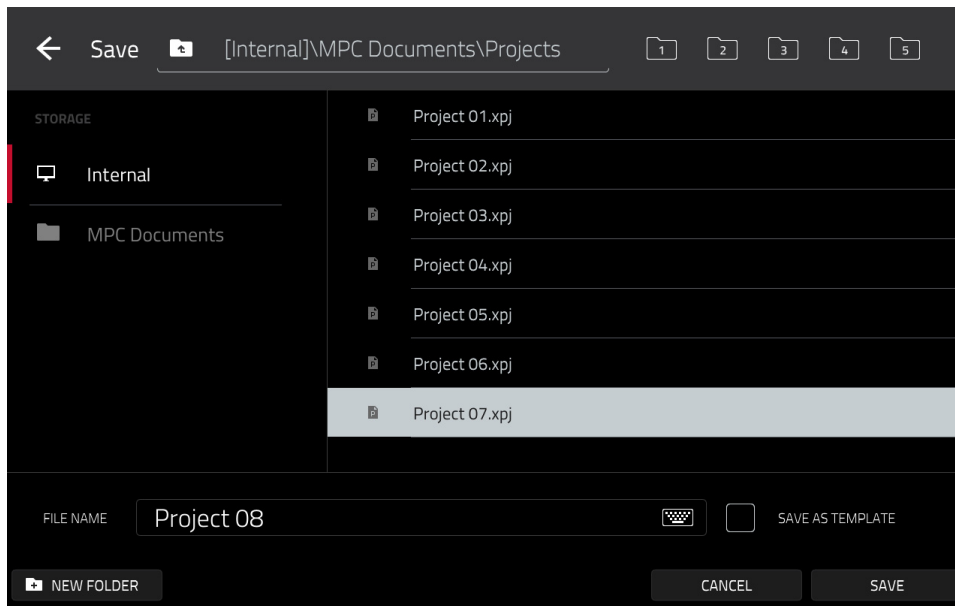 Save [Internal]\MPC Documents\Projects 1 2 3 4 5
STORAGE
Internal
MPC Documents
Project 01.xpj
Project 02.xpj
Project 03.xpj
Project 04.xpj
Project 05.xpj
Project 06.xpj
Project 07.xpj
FILE NAME Project 08 SAVE AS TEMPLATE
NEW FOLDER CANCEL SAVE